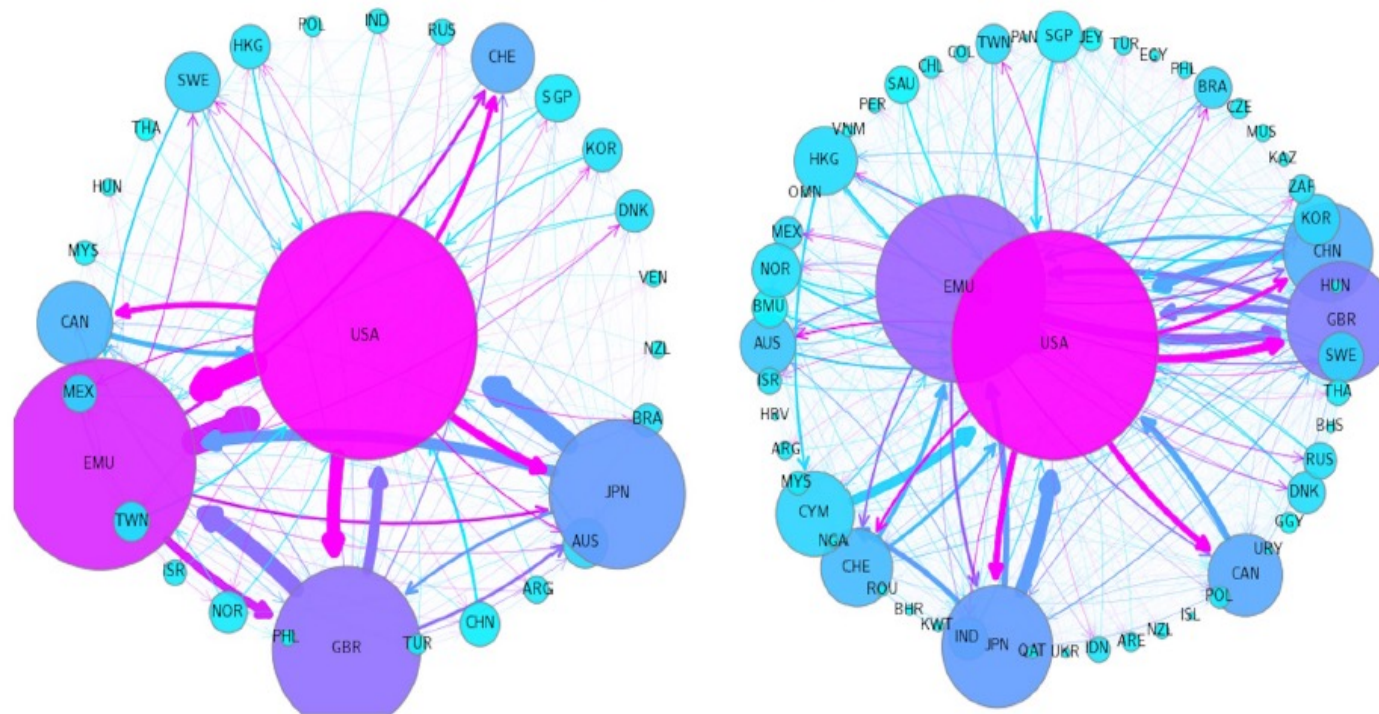 POL
IND
RUS
HKG
CHE
SWE
SGP
THA
KOR
HUN
DNK
MYS
VEN
CAN
USA
NZL
MEX
BRA
EMU
JPN
TWN
AUS
ISR
ARG
NOR
CHN
PHL
TUR
GBR
PAN
SGP
JEY
TWN
TUR
COL
EGY
CHL
PHL
SAU
BRA
PER
CZE
VNM
MUS
HKG
KAZ
OMN
ZAF
KOR
MEX
CHN
NOR
EMU
HUN
BMU
GBR
AUS
USA
SWE
ISR
THA
HRV
BHS
ARG
RUS
MYS
DNK
CYM
GGY
NGA
URY
CHE
CAN
ROU
POL
BHR
ISL
KWT
IND
JPN
NZL
ARE
IDN
QAT
UKR